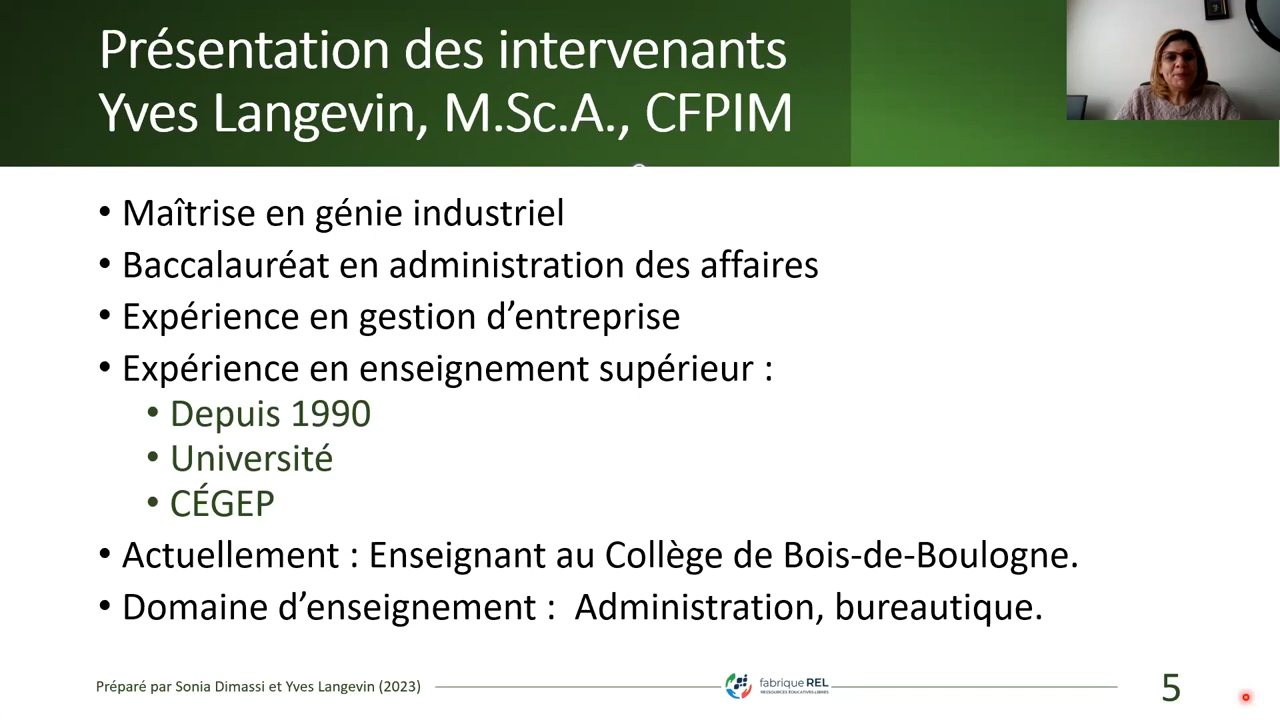 Présentation des intervenants
Yves Langevin, M.Sc.A., CFPIM
• Maîtrise en génie industriel
• Baccalauréat en administration des affaires
• Expérience en gestion d’entreprise
• Expérience en enseignement supérieur :
• Depuis 1990
• Université
• CÉGEP
• Actuellement : Enseignant au Collège de Bois-de-Boulogne.
• Domaine d’enseignement : Administration, bureautique.
Préparé par Sonia Dimassi et Yves Langevin (2023)
fabrique REL
RESSOURCES ÉDUCATIVES LIBRES
5